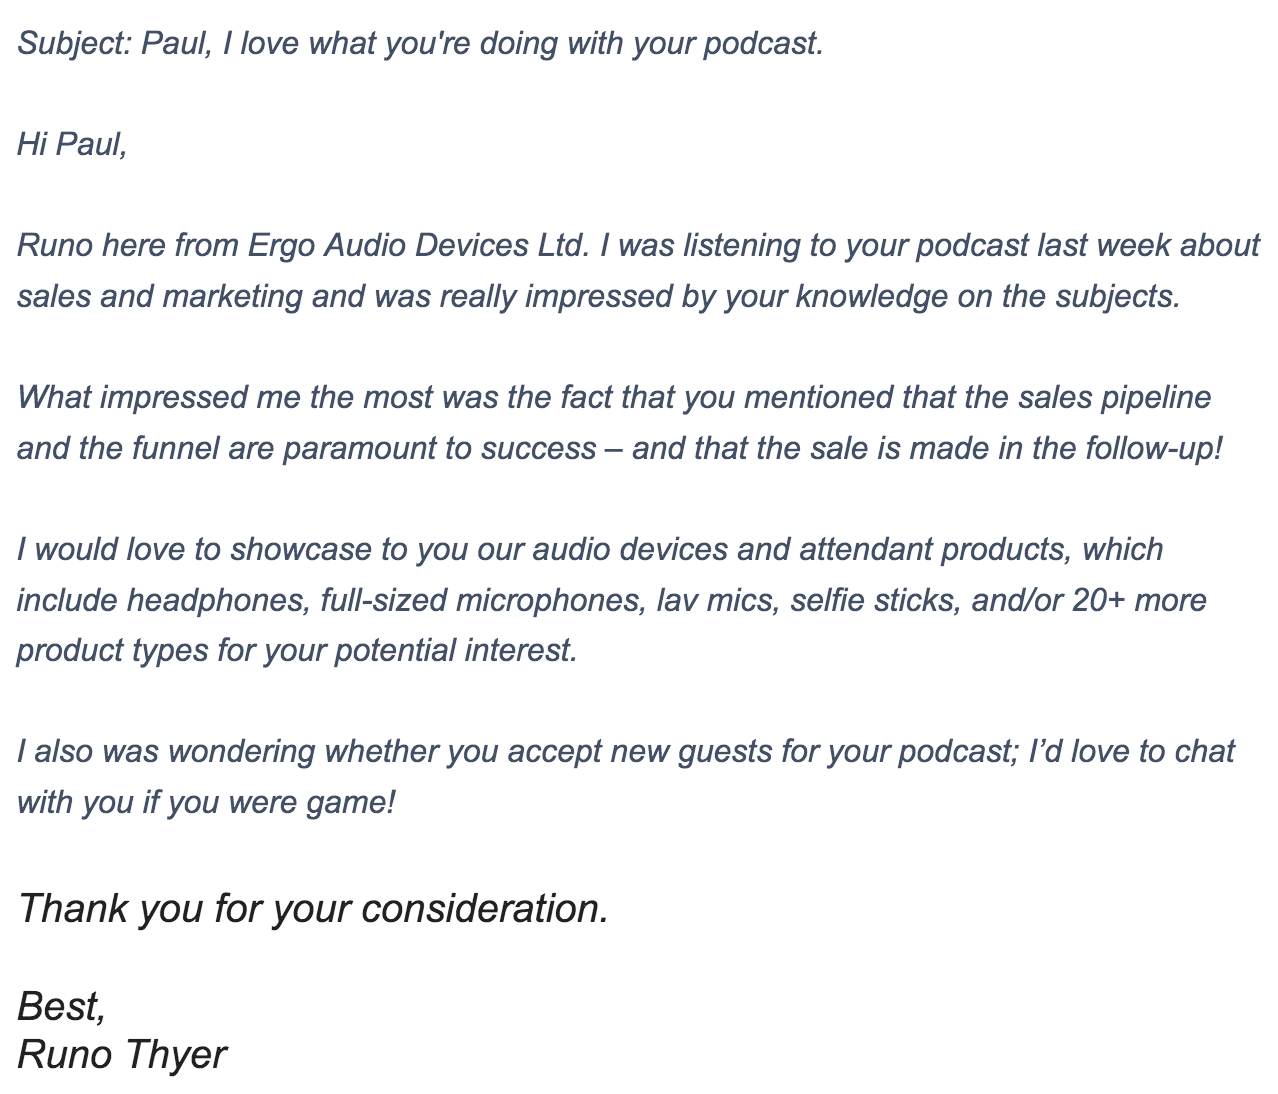 Subject: Paul, I love what you're doing with your podcast.
Hi Paul,
Runo here from Ergo Audio Devices Ltd. I was listening to your podcast last week about
sales and marketing and was really impressed by your knowledge on the subjects.
What impressed me the most was the fact that you mentioned that the sales pipeline
and the funnel are paramount to success – and that the sale is made in the follow-up!
I would love to showcase to you our audio devices and attendant products, which
include headphones, full-sized microphones, lav mics, selfie sticks, and/or 20+ more
product types for your potential interest.
I also was wondering whether you accept new guests for your podcast; I’d love to chat
with you if you were game!
Thank you for your consideration.
Best,
Runo Thyer